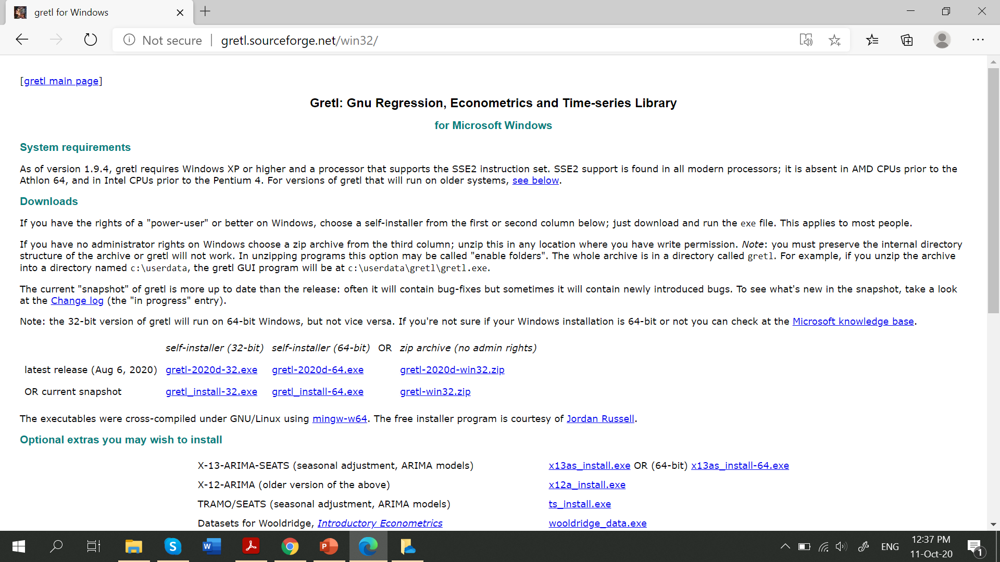 gretl for Windows
Not secure | gretl.sourceforge.net/win32/
[gretl main page]
Gretl: Gnu Regression, Econometrics and Time-series Library
for Microsoft Windows
System requirements
As of version 1.9.4, gretl requires Windows XP or higher and a processor that supports the SSE2 instruction set. SSE2 support is found in all modern processors; it is absent in AMD CPUs prior to the
Athlon 64, and in Intel CPUs prior to the Pentium 4. For versions of gretl that will run on older systems, see below.
Downloads
If you have the rights of a "power-user" or better on Windows, choose a self-installer from the first or second column below; just download and run the exe file. This applies to most people.
If you have no administrator rights on Windows choose a zip archive from the third column; unzip this in any location where you have write permission. Note: you must preserve the internal directory
structure of the archive or gretl will not work. In unzipping programs this option may be called "enable folders". The whole archive is in a directory called gretl. For example, if you unzip the archive
into a directory named c:\userdata, the gretl GUI program will be at c:\userdata\gretl\gretl.exe.
The current "snapshot" of gretl is more up to date than the release: often it will contain bug-fixes but sometimes it will contain newly introduced bugs. To see what's new in the snapshot, take a look
at the Change log (the "in progress" entry).
Note: the 32-bit version of gretl will run on 64-bit Windows, but not vice versa. If you're not sure if your Windows installation is 64-bit or not you can check at the Microsoft knowledge base.
self-installer (32-bit) self-installer (64-bit) OR zip archive (no admin rights)
latest release (Aug 6, 2020) gretl-2020d-32.exe gretl-2020d-64.exe gretl-2020d-win32.zip
OR current snapshot gretl_install-32.exe gretl_install-64.exe gretl-win32.zip
The executables were cross-compiled under GNU/Linux using mingw-w64. The free installer program is courtesy of Jordan Russell.
Optional extras you may wish to install
X-13-ARIMA-SEATS (seasonal adjustment, ARIMA models) x13as_install.exe OR (64-bit) x13as_install-64.exe
X-12-ARIMA (older version of the above) x12a_install.exe
TRAMO/SEATS (seasonal adjustment, ARIMA models) ts_install.exe
Datasets for Wooldridge, Introductory Econometrics wooldridge_data.exe
S W P
ENG
12:37 PM
11-Oct-20
1